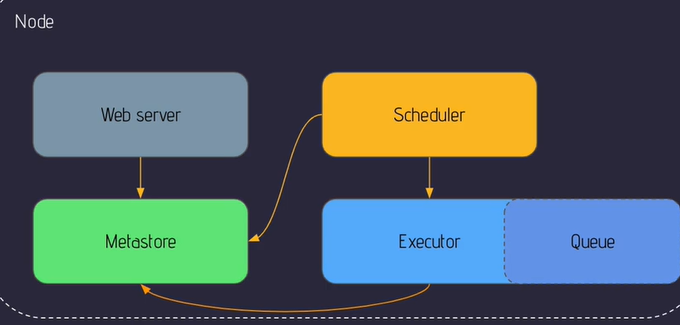 Node
Web server
Scheduler
Metastore
Executor
Queue